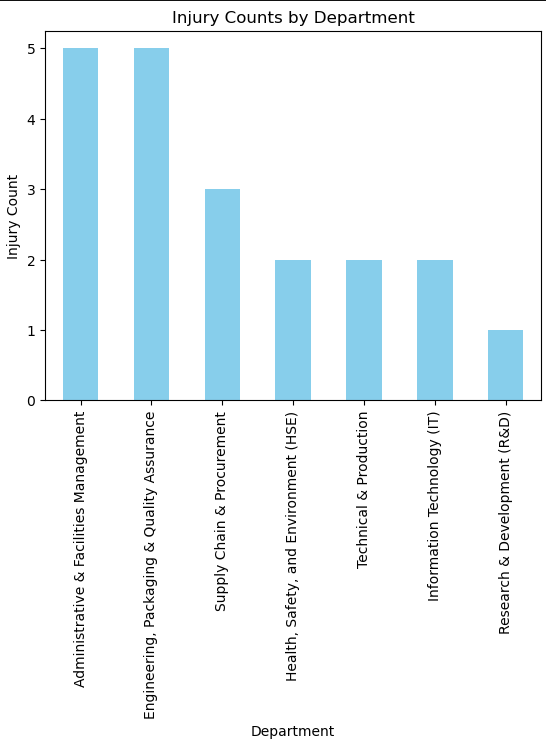 Injury Counts by Department
Injury Count
5
4
3
2
1
0
Administrative & Facilities Management
Engineering, Packaging & Quality Assurance
Supply Chain & Procurement
Health, Safety, and Environment (HSE)
Technical & Production
Information Technology (IT)
Research & Development (R&D)
Department